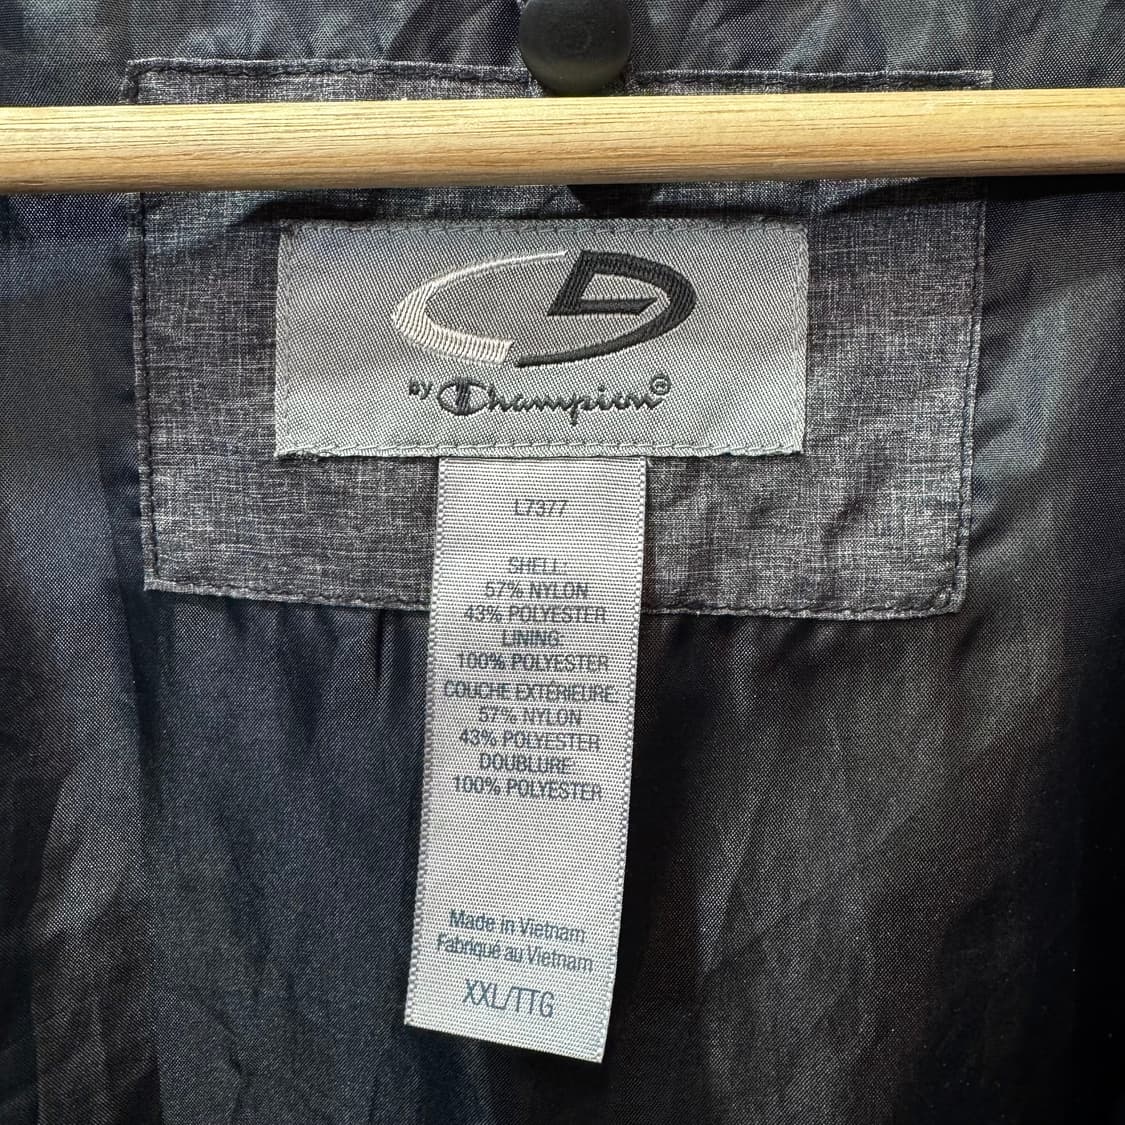 by Champion®
L7377
SHELL:
57% NYLON
43% POLYESTER
LINING:
100% POLYESTER
COUCHE EXTÉRIEURE:
57% NYLON
43% POLYESTER
DOUBLURE:
100% POLYESTER
Made in Vietnam
Fabriqué au Vietnam
XXL/TTG